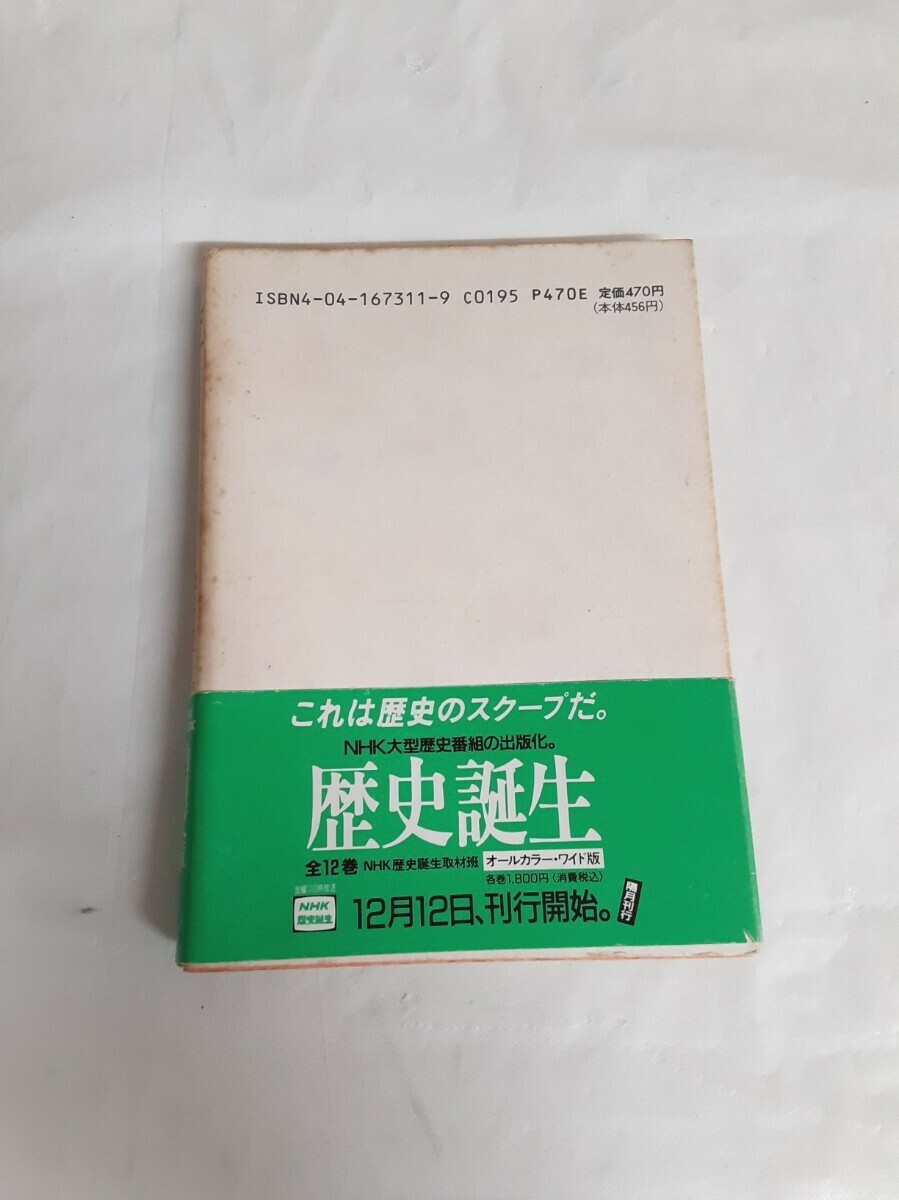 ISBN4-04-167311-9 C0195 P470E 定価470円
(本体456円)
これは歴史のスクープだ。
NHK大型歴史番組の出版化。
歴史誕生
全12巻 NHK歴史誕生取材班 オールカラー・ワイド版
各巻1,800円(消費税込)
NHK
歴史誕生
12月12日、刊行開始。
隔月刊行